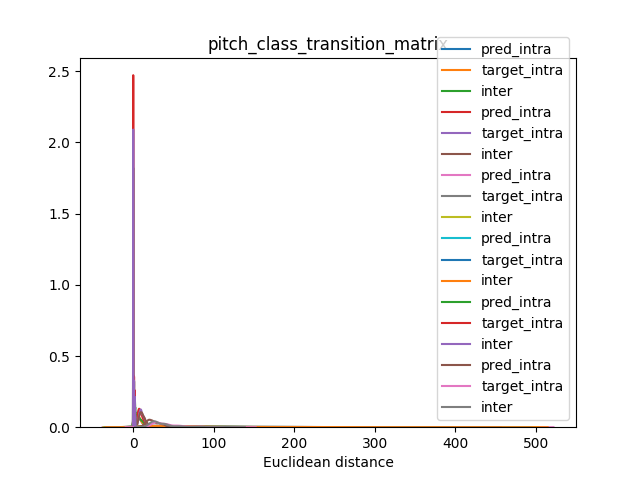 pitch_class_transition_matrix
2.5
2.0
1.5
1.0
0.5
0.0
0 100 200 300 400 500
Euclidean distance
pred_intra
target_intra
inter
pred_intra
target_intra
inter
pred_intra
target_intra
inter
pred_intra
target_intra
inter
pred_intra
target_intra
inter
pred_intra
target_intra
inter